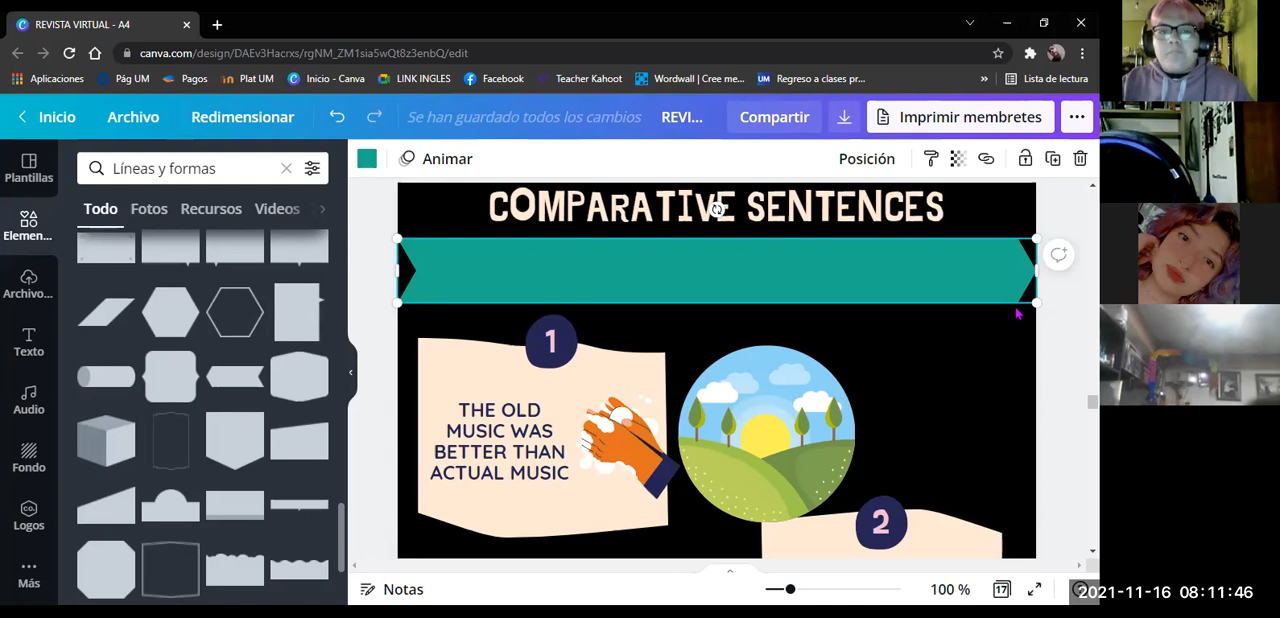 REVISTA VIRTUAL - A4
canva.com/design/DAEv3Hacrxs/rgNM_ZM1sia5wQt8z3enbQ/edit
Aplicaciones
Pág UM
Pagos
Plat UM
Inicio - Canva
LINK INGLES
Facebook
Teacher Kahoot
Wordwall | Cree me...
UM
Regreso a clases pr...
»
Lista de lectura
Inicio
Archivo
Redimensionar
Se han guardado todos los cambios
REVI...
Compartir
Imprimir membretes
Plantillas
Elemen...
Archivo...
Texto
Audio
Fondo
CO.
Logos
Más
Líneas y formas
Todo
Fotos
Recursos
Videos
Animar
Posición
COMPARATIVE SENTENCES
1
THE OLD
MUSIC WAS
BETTER THAN
ACTUAL MUSIC
2
Notas
100 %
17
2021-11-16 08:11:46